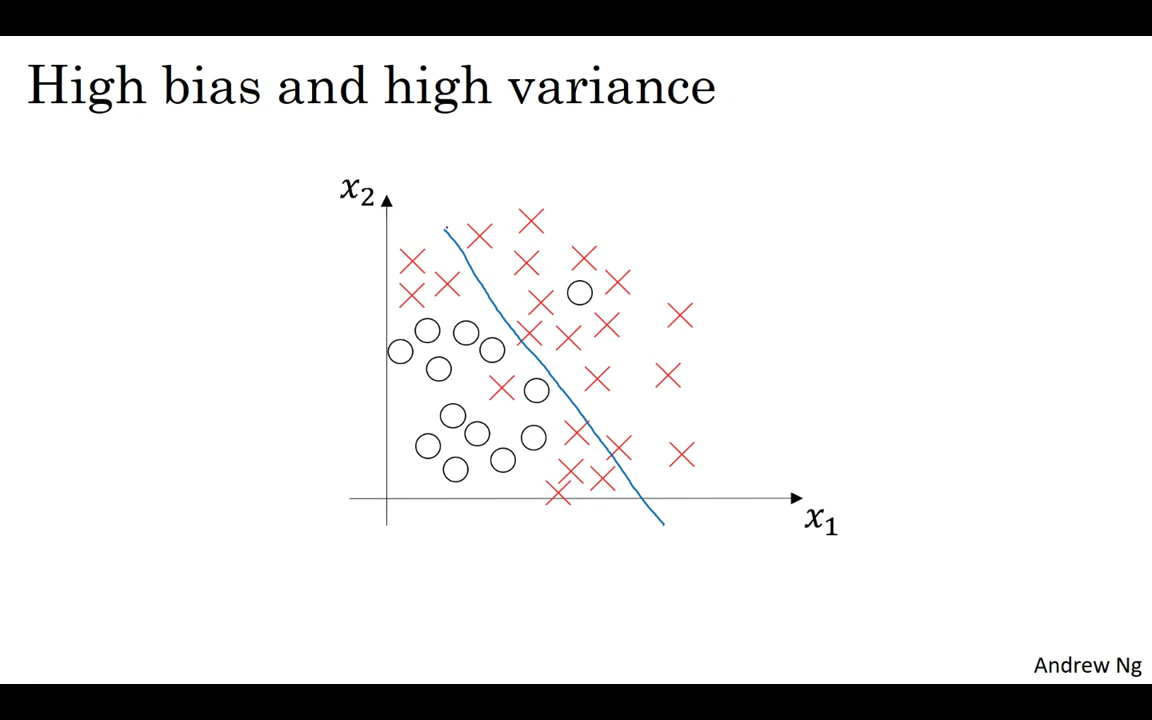 High bias and high variance
x₂
x₁
Andrew Ng